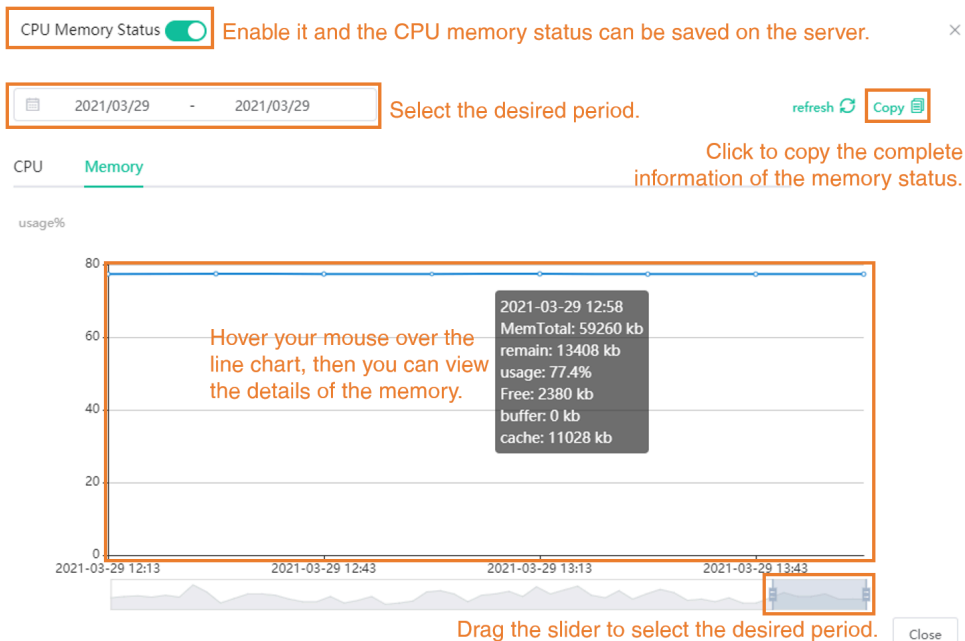 CPU Memory Status
Enable it and the CPU memory status can be saved on the server.
2021/03/29 - 2021/03/29
Select the desired period.
refresh
Copy
Click to copy the complete
information of the memory status.
CPU
Memory
usage%
80
60
40
20
0
Hover your mouse over the
line chart, then you can view
the details of the memory.
2021-03-29 12:58
MemTotal: 59260 kb
remain: 13408 kb
usage: 77.4%
Free: 2380 kb
buffer: 0 kb
cache: 11028 kb
2021-03-29 12:13
2021-03-29 12:43
2021-03-29 13:13
2021-03-29 13:43
Drag the slider to select the desired period.
Close